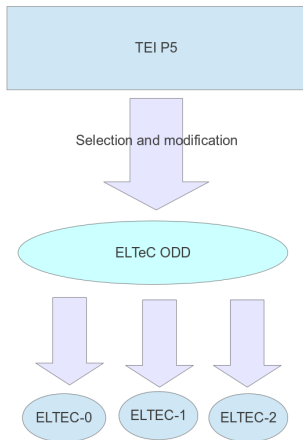 TEI P5
Selection and modification
ELTeC ODD
ELTEC-0
ELTEC-1
ELTEC-2